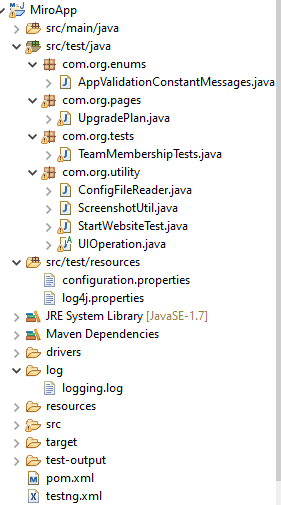 MiroApp
src/main/java
src/test/java
com.org.enums
AppValidationConstantMessages.java
com.org.pages
UpgradePlan.java
com.org.tests
TeamMembershipTests.java
com.org.utility
ConfigFileReader.java
ScreenshotUtil.java
StartWebsiteTest.java
UIOperation.java
src/test/resources
configuration.properties
log4j.properties
JRE System Library [JavaSE-1.7]
Maven Dependencies
drivers
log
logging.log
resources
src
target
test-output
pom.xml
testng.xml